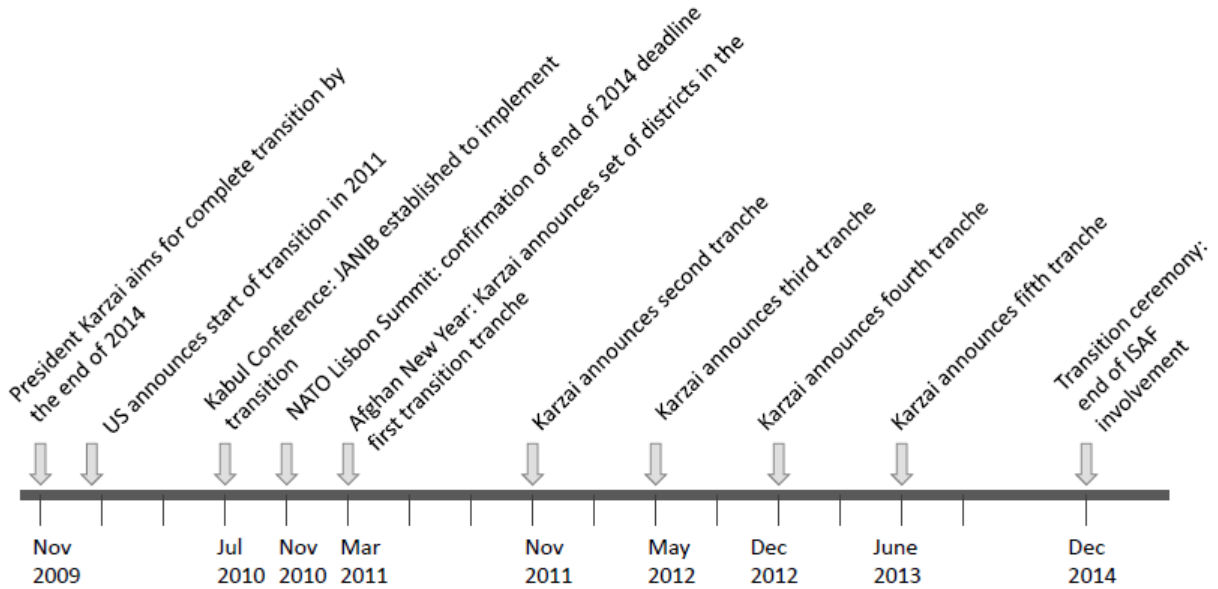 President Karzai aims for complete transition by
the end of 2014
US announces start of transition in 2011
Kabul Conference: JANIB established to implement
transition
NATO Lisbon Summit: confirmation of end of 2014 deadline
Afghan New Year: Karzai announces set of districts in the
first transition tranche
Karzai announces second tranche
Karzai announces third tranche
Karzai announces fourth tranche
Karzai announces fifth tranche
Transition ceremony:
end of ISAF
involvement
Nov
2009
Jul
2010
Nov
2010
Mar
2011
Nov
2011
May
2012
Dec
2012
June
2013
Dec
2014